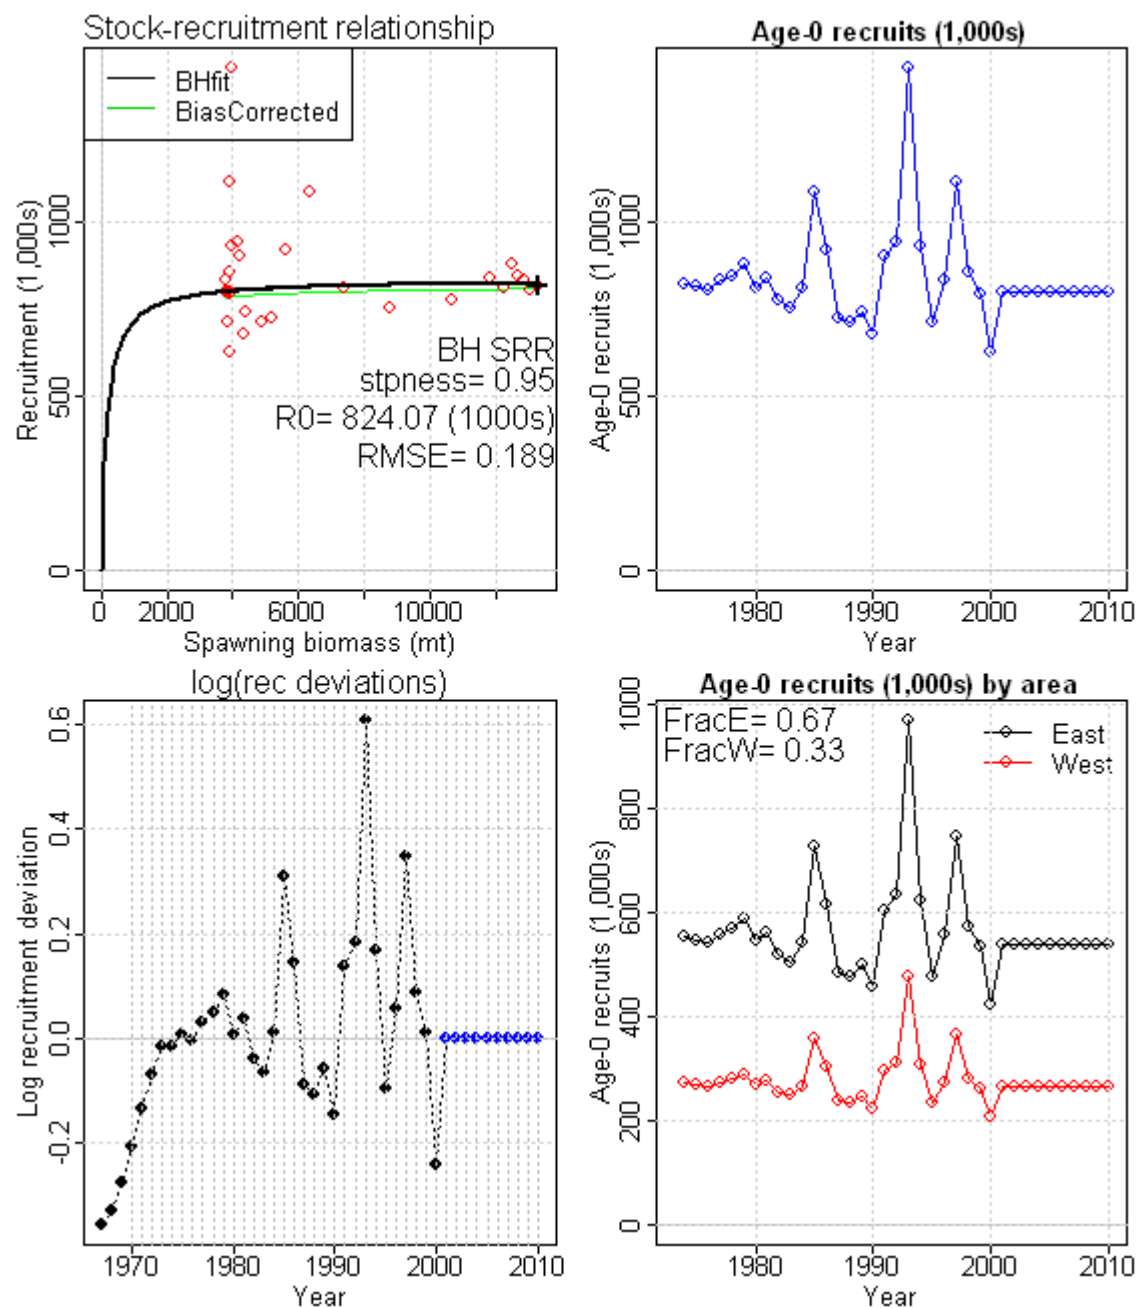 Stock-recruitment relationship
BHfit
BiasCorrected
BH SRR
stpness= 0.95
R0= 824.07 (1000s)
RMSE= 0.189
Recruitment (1,000s)
0
500
1000
0
2000
6000
10000
Spawning biomass (mt)
Age-0 recruits (1,000s)
Age-0 recruits (1,000s)
0
500
1000
1980
1990
2000
2010
Year
log(rec deviations)
Log recruitment deviation
-0.2
0.0
0.2
0.4
0.6
1970
1980
1990
2000
2010
Year
Age-0 recruits (1,000s) by area
FracE= 0.67
FracW= 0.33
East
West
Age-0 recruits (1,000s)
0
200
400
600
800
1000
1980
1990
2000
2010
Year